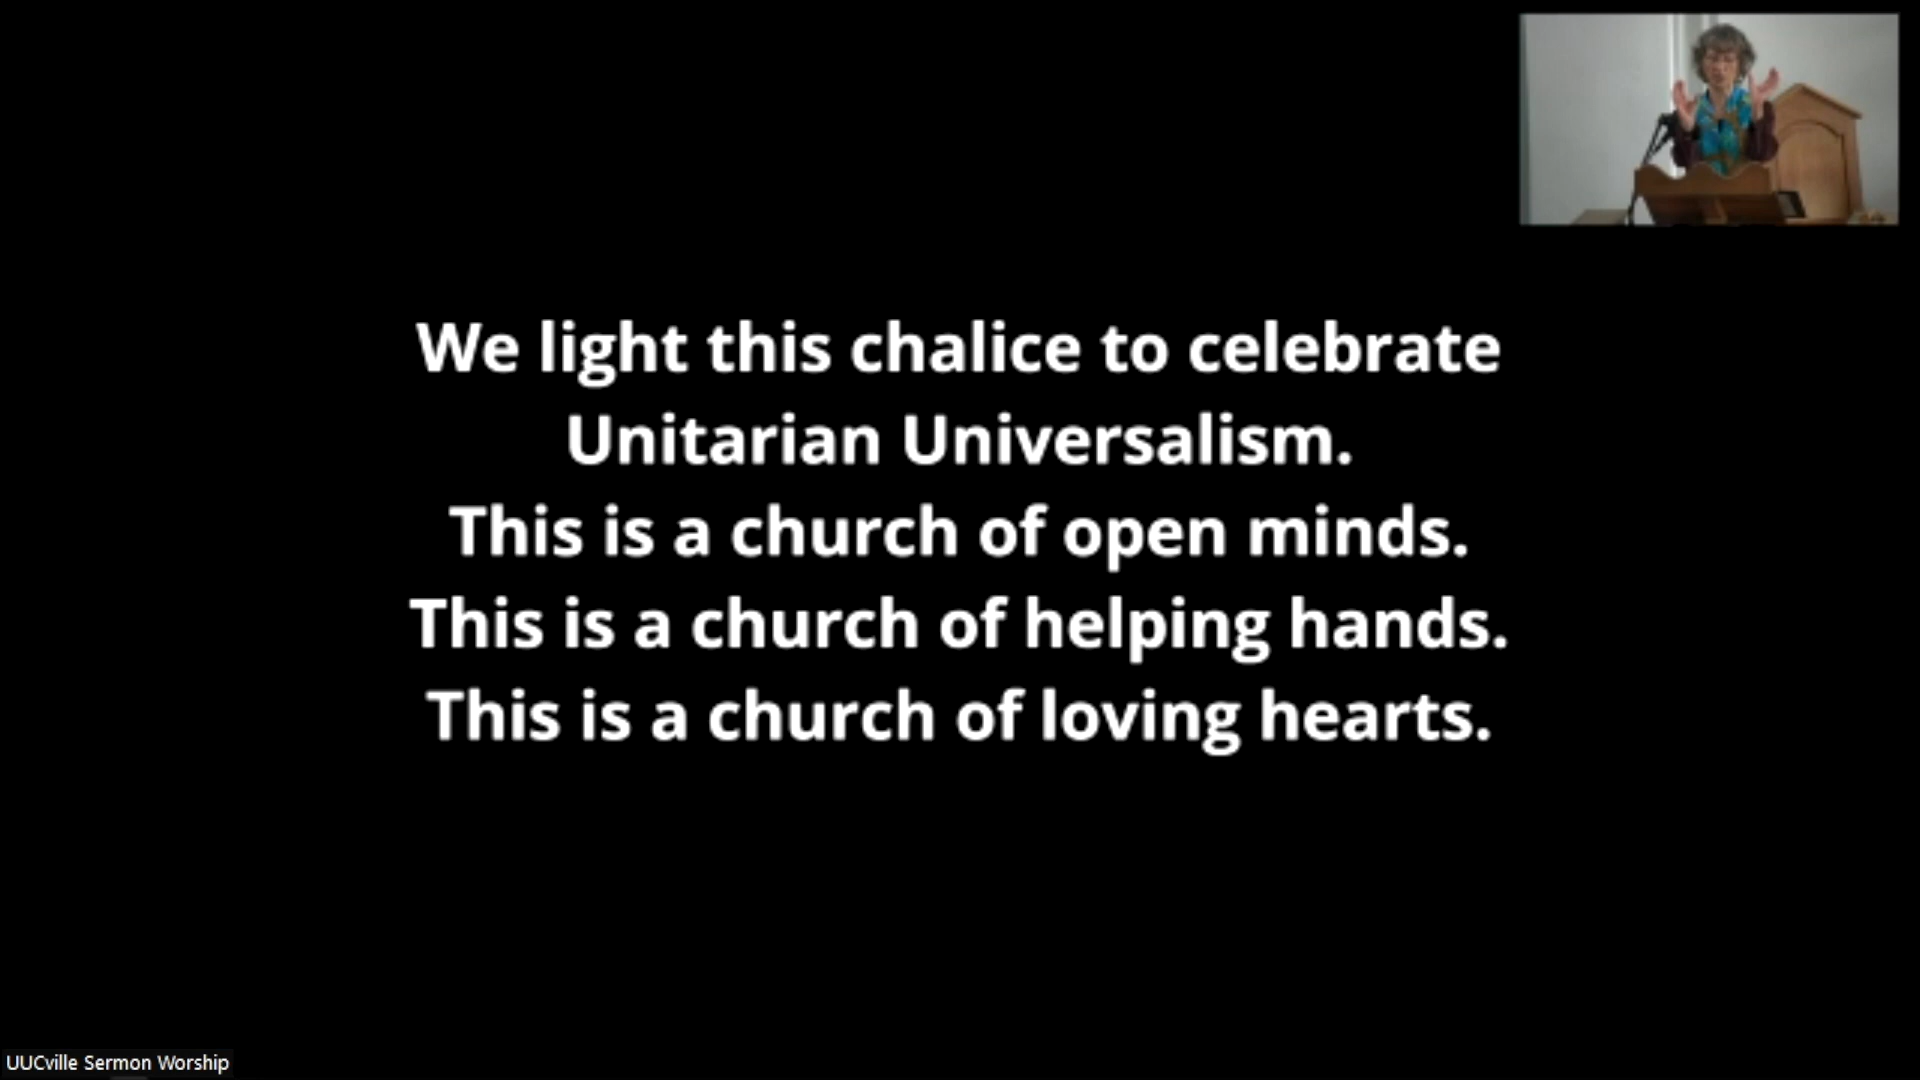 We light this chalice to celebrate
Unitarian Universalism.
This is a church of open minds.
This is a church of helping hands.
This is a church of loving hearts.
UUCville Sermon Worship